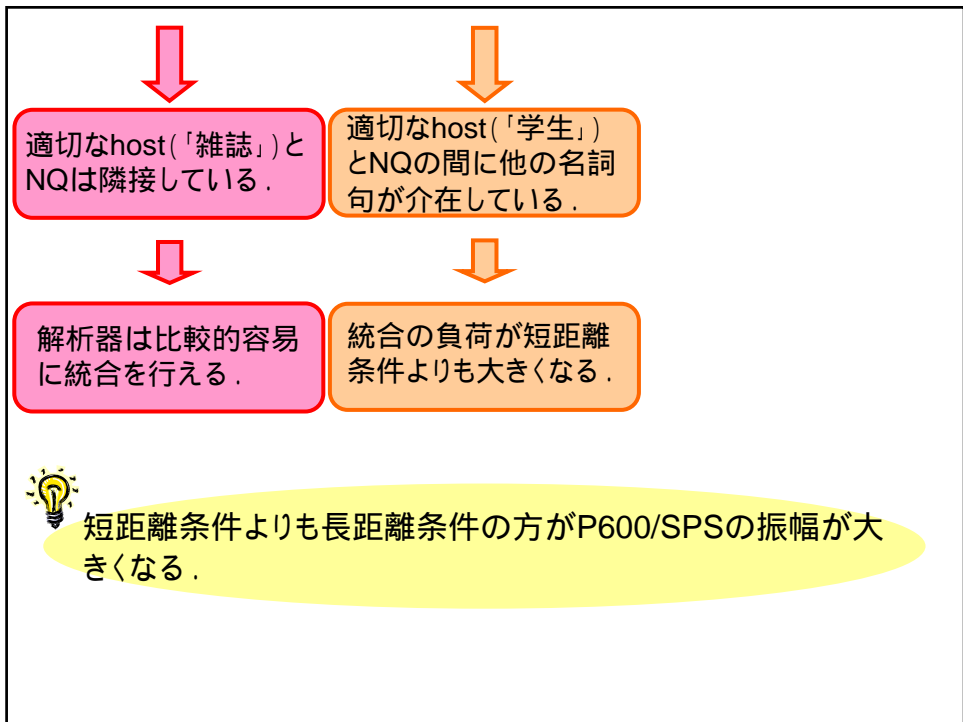 適切なhost(「雑誌」)と
NQは隣接している．
適切なhost(「学生」)
とNQの間に他の名詞
句が介在している．
解析器は比較的容易
に統合を行える．
統合の負荷が短距離
条件よりも大きくなる．
短距離条件よりも長距離条件の方がP600/SPSの振幅が大
きくなる．